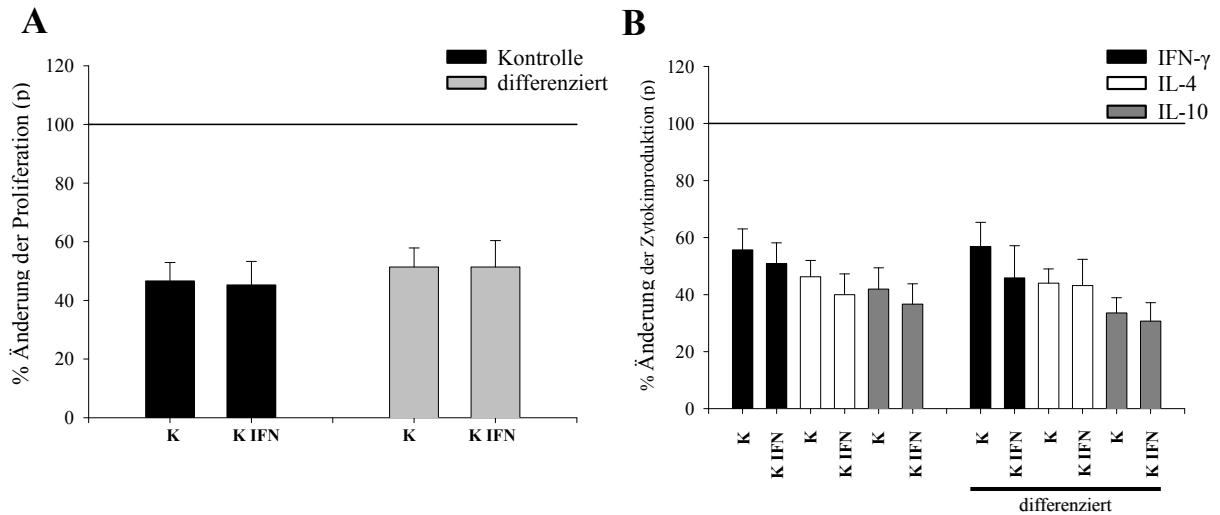 A
Kontrolle
differenziert
% Änderung der Proliferation (p)
120
100
80
60
40
20
0
K
K IFN
K
K IFN
B
IFN-γ
IL-4
IL-10
% Änderung der Zytokinproduktion (p)
120
100
80
60
40
20
0
K
K IFN
K
K IFN
K
K IFN
K
K IFN
K
K IFN
K
K IFN
differenziert